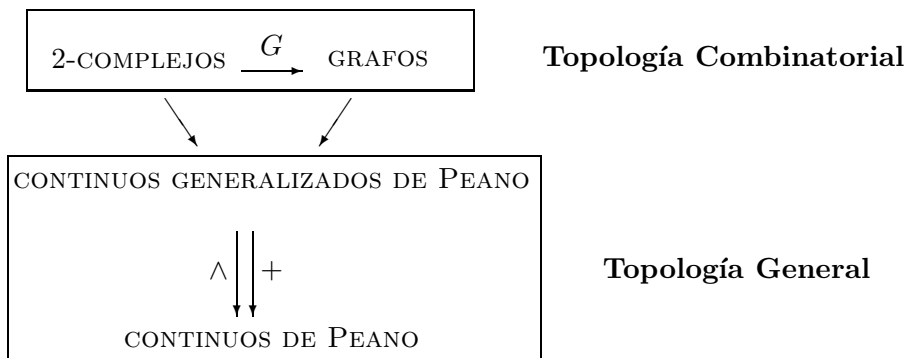 G
2-COMPLEJOS GRAFOS Topología Combinatorial
CONTINUOS GENERALIZADOS DE PEANO
∧ + Topología General
CONTINUOS DE PEANO